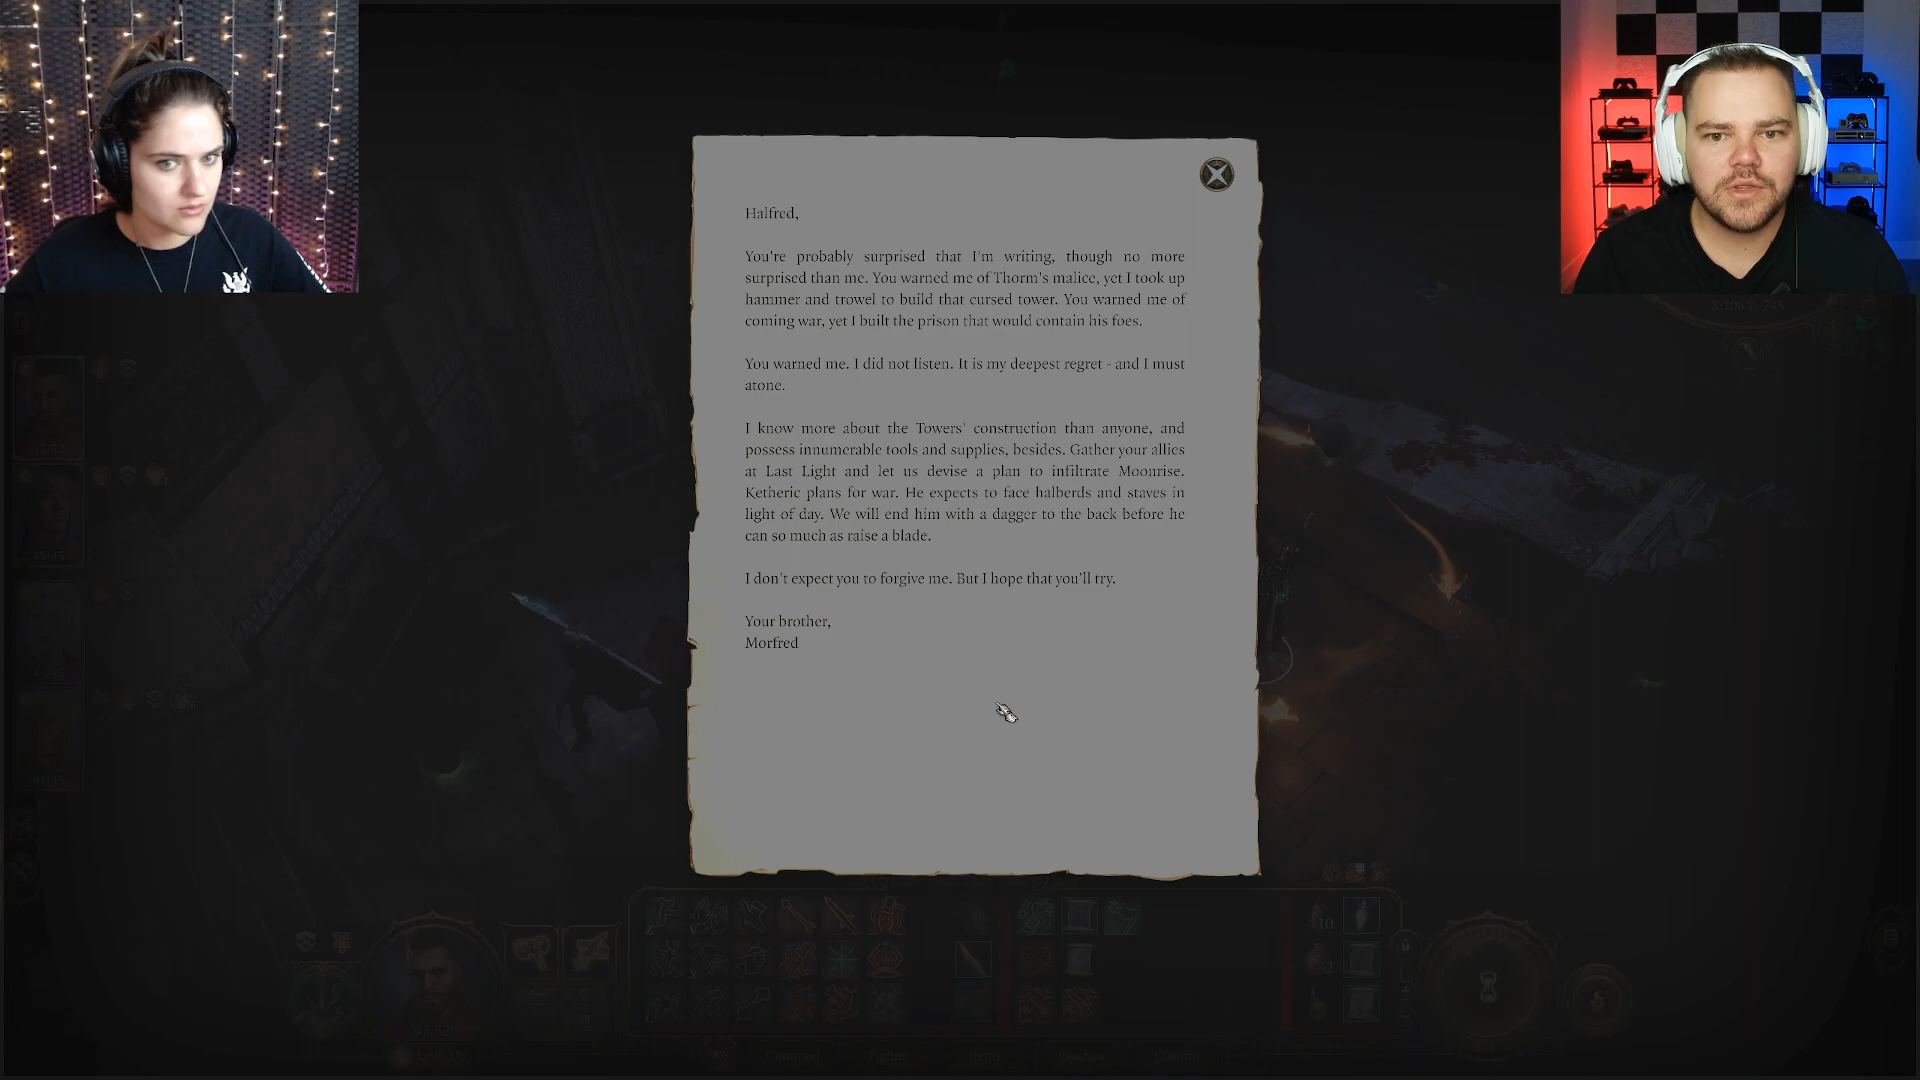 Halfred,
You're probably surprised that I'm writing, though no more
surprised than me. You warned me of Thorm's malice, yet I took up
hammer and trowel to build that cursed tower. You warned me of
coming war, yet I built the prison that would contain his foes.
You warned me. I did not listen. It is my deepest regret - and I must
atone.
I know more about the Towers' construction than anyone, and
possess innumerable tools and supplies, besides. Gather your allies
at Last Light and let us devise a plan to infiltrate Moonrise.
Ketheric plans for war. He expects to face halberds and staves in
light of day. We will end him with a dagger to the back before he
can so much as raise a blade.
I don't expect you to forgive me. But I hope that you'll try.
Your brother,
Morfred